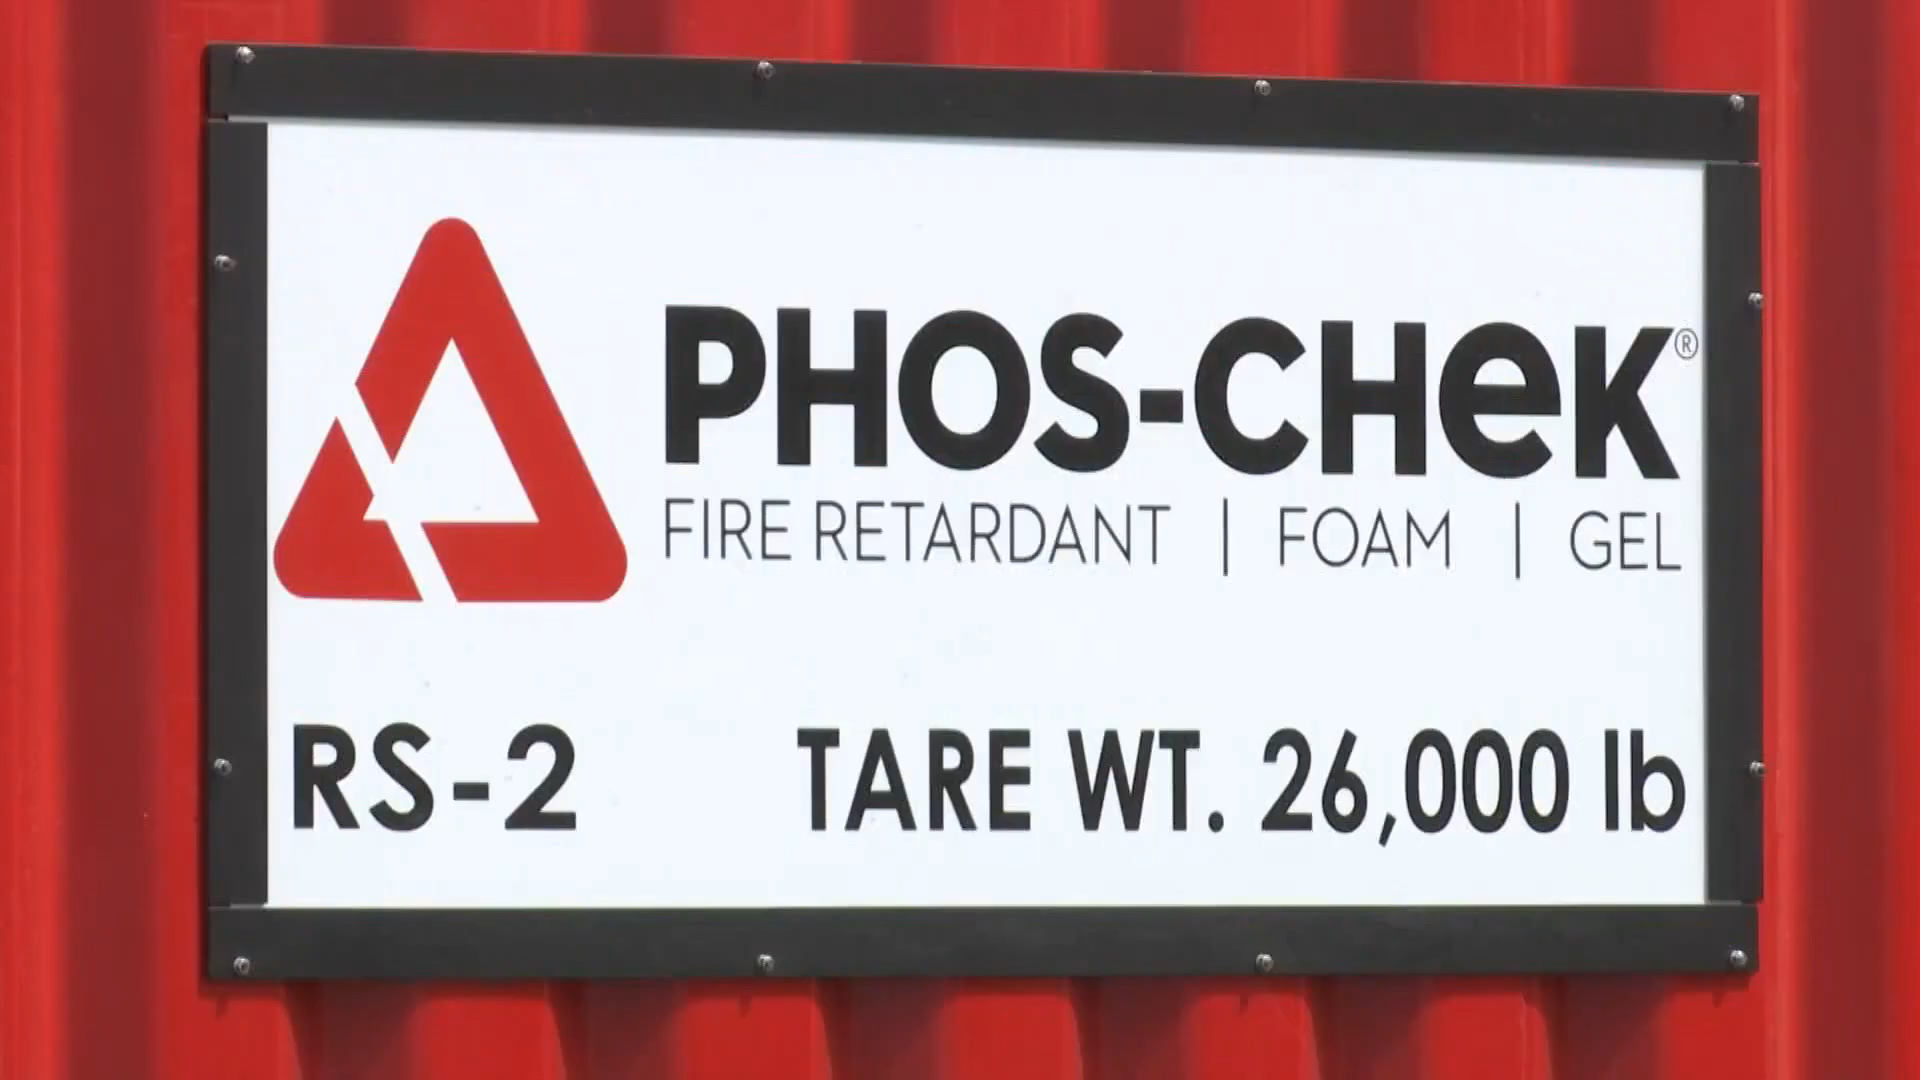 PHOS-CHeK®
FIRE RETARDANT | FOAM | GEL
RS-2 TARE WT. 26,000 lb